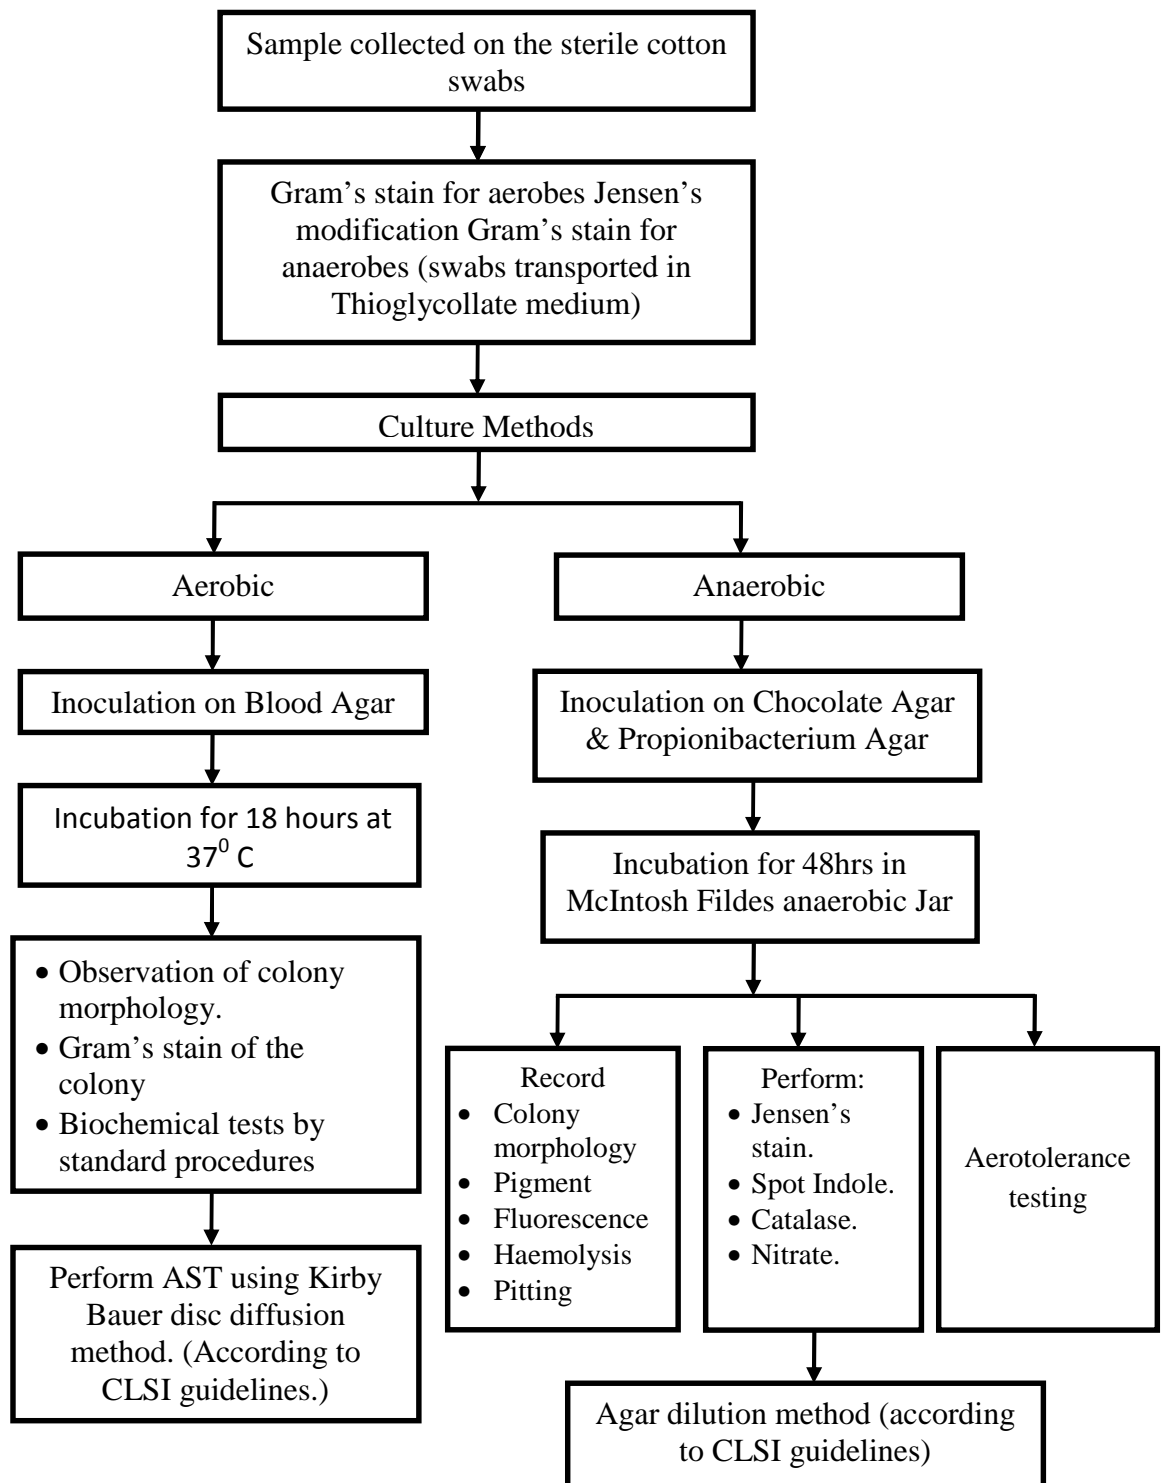 Sample collected on the sterile cotton
swabs
Gram’s stain for aerobes Jensen’s
modification Gram’s stain for
anaerobes (swabs transported in
Thioglycollate medium)
Culture Methods
Aerobic
Inoculation on Blood Agar
Incubation for 18 hours at
37⁰ C
• Observation of colony
morphology.
• Gram’s stain of the
colony
• Biochemical tests by
standard procedures
Perform AST using Kirby
Bauer disc diffusion
method. (According to
CLSI guidelines.)
Anaerobic
Inoculation on Chocolate Agar
& Propionibacterium Agar
Incubation for 48hrs in
McIntosh Fildes anaerobic Jar
Record
• Colony
morphology
• Pigment
• Fluorescence
• Haemolysis
• Pitting
Perform:
• Jensen’s
stain.
• Spot Indole.
• Catalase.
• Nitrate.
Aerotolerance
testing
Agar dilution method (according
to CLSI guidelines)